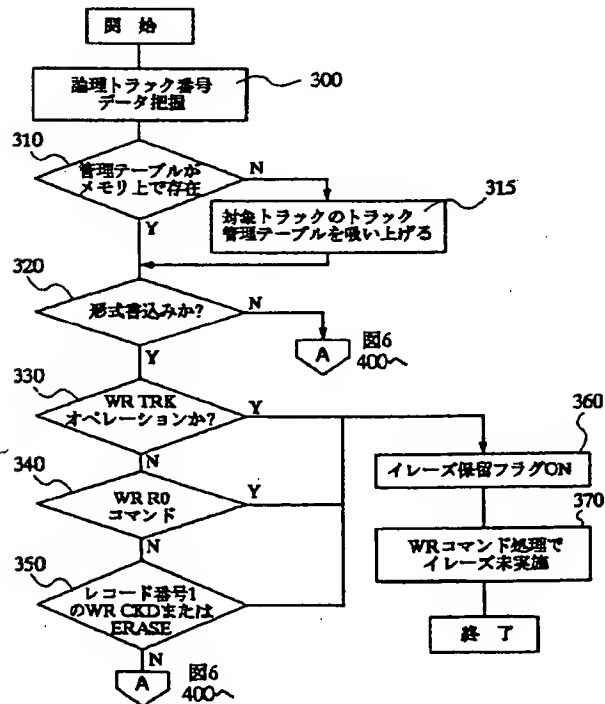 開 始
論理トラック番号
データ把握
300
310
管理テーブルが
メモリ上で存在
N
Y
315
対象トラックのトラック
管理テーブルを吸い上げる
320
形式書込みか?
N
Y
A
図6
400~
330
WR TRK
オペレーションか?
Y
N
340
WR R0
コマンド
Y
N
350
レコード番号1
のWR CKDまたは
ERASE
N
A
図6
400~
360
イレーズ保留フラグON
370
WRコマンド処理で
イレーズ未実施
終 了